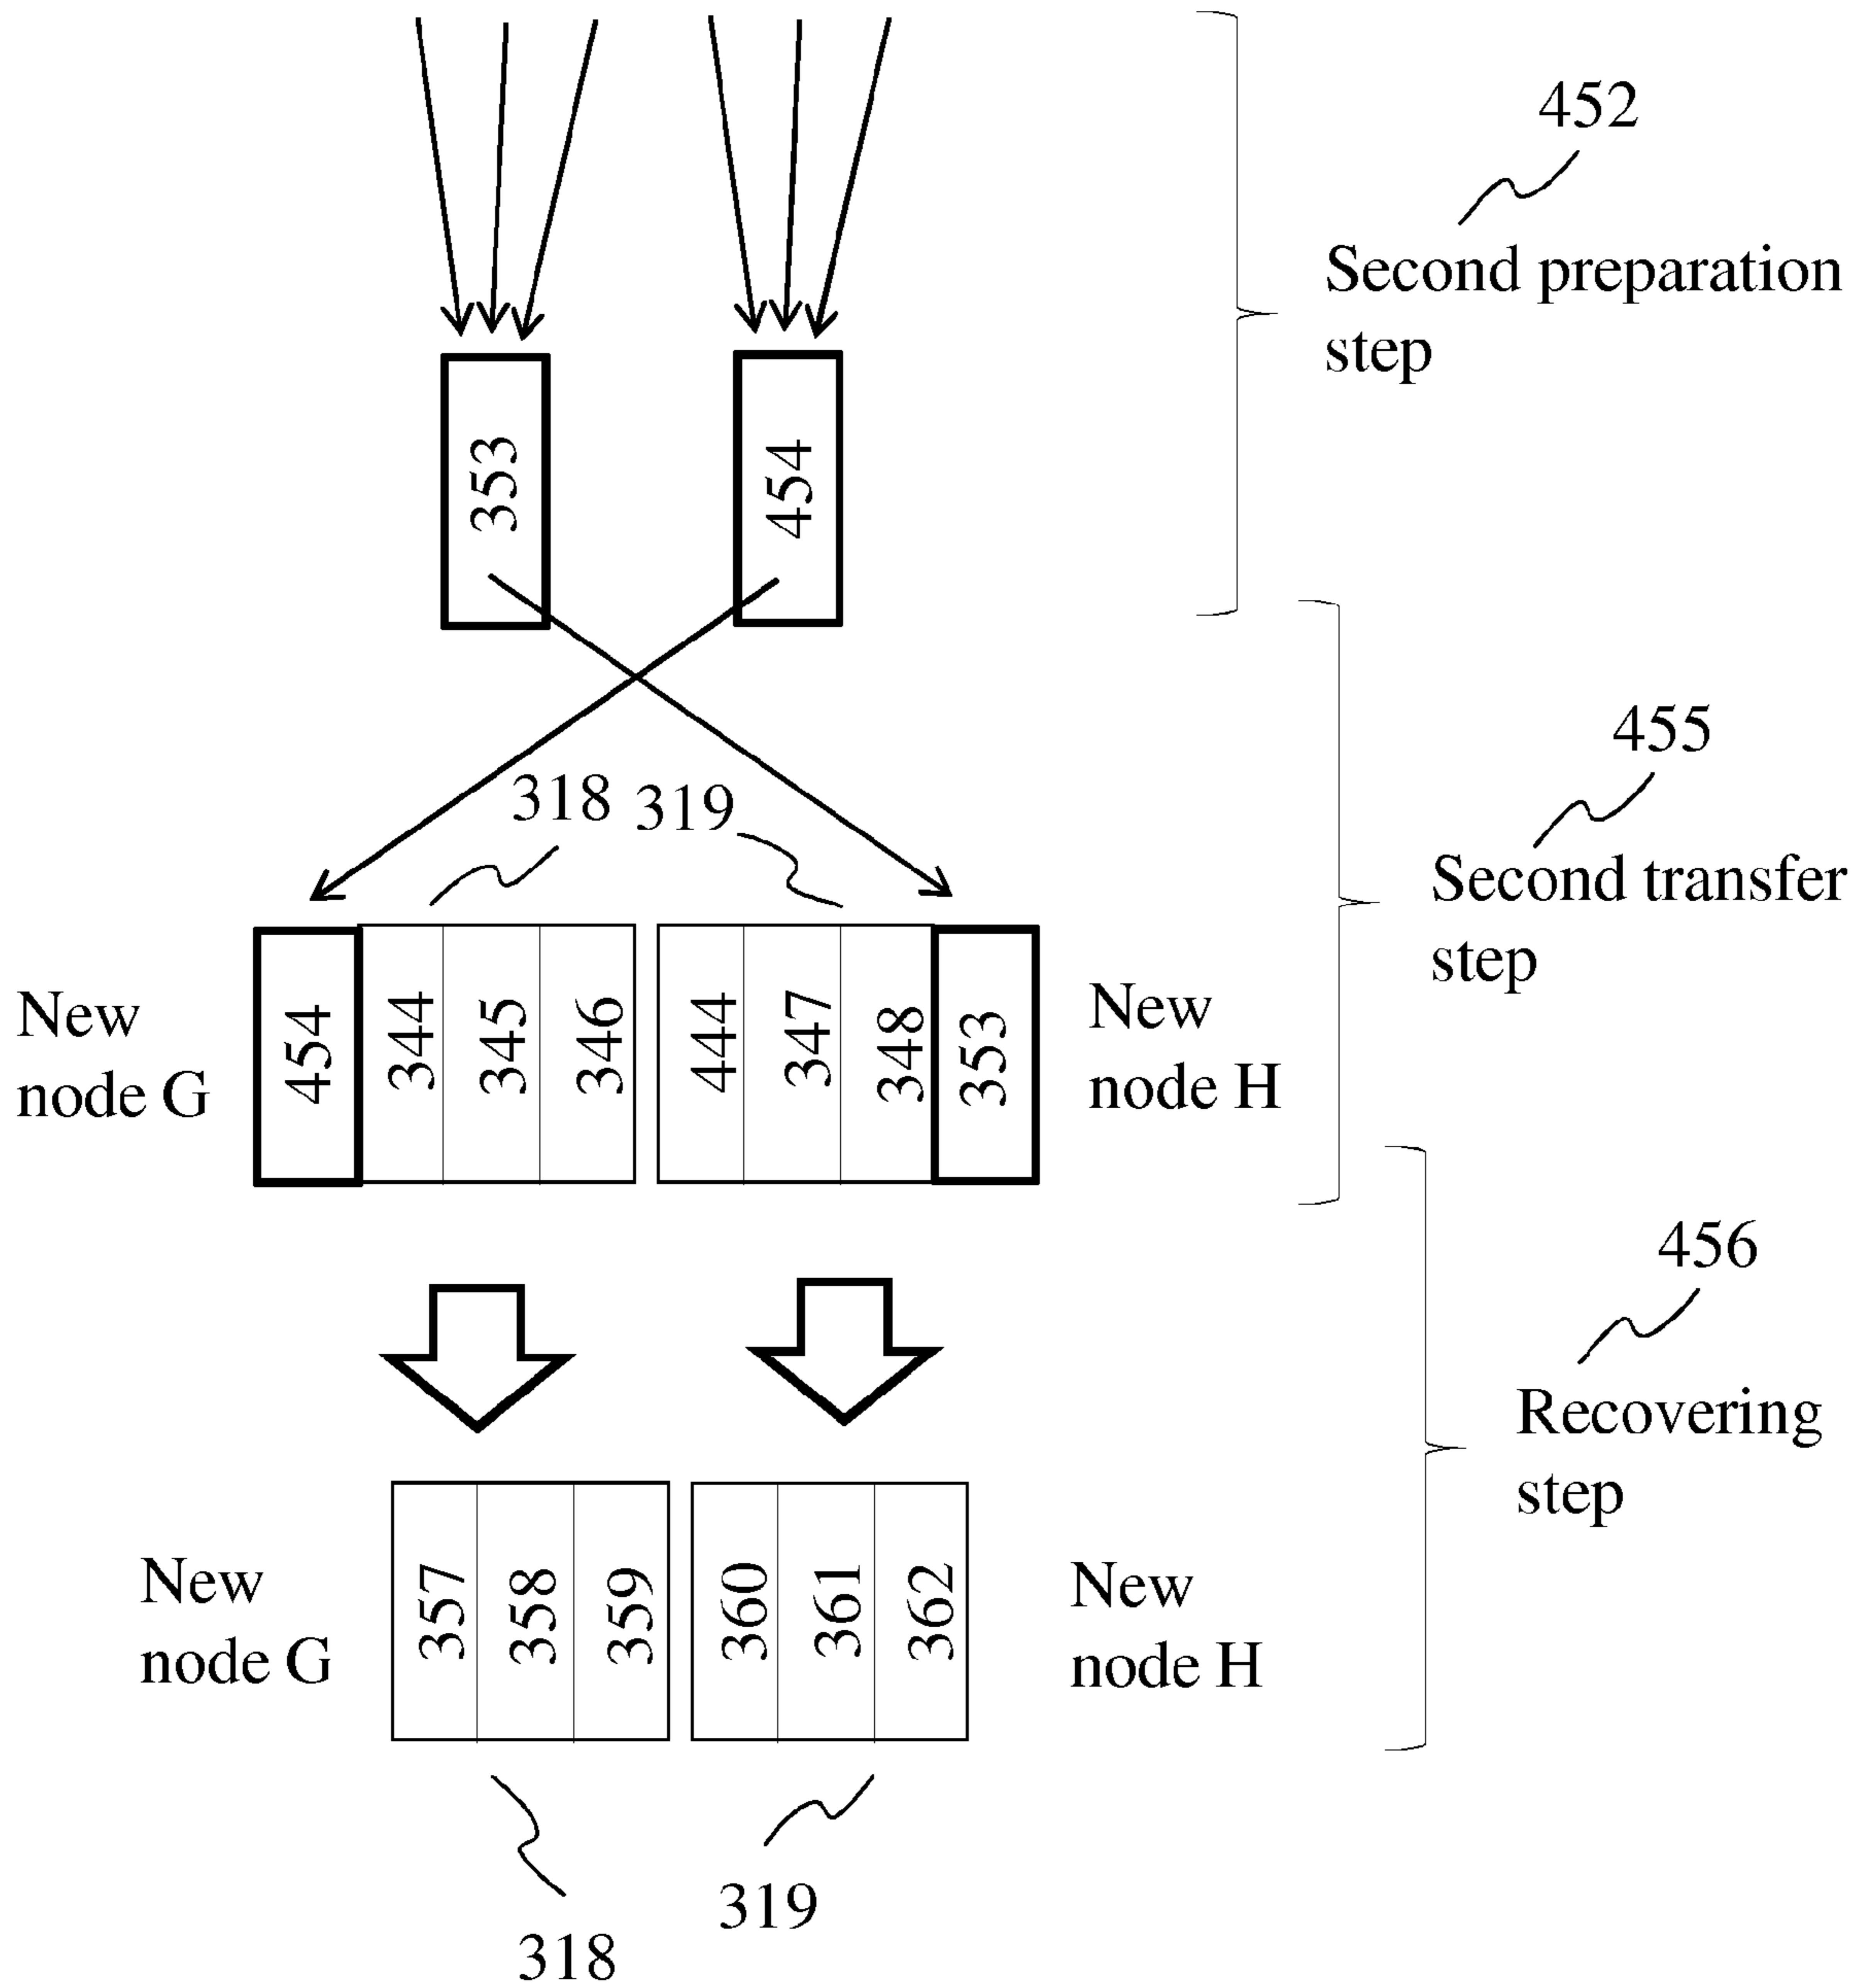 452
Second preparation
step
353
454
455
318
319
Second transfer
step
New
node G
454
344
345
346
444
347
348
353
New
node H
456
Recovering
step
New
node G
357
358
359
360
361
362
New
node H
319
318